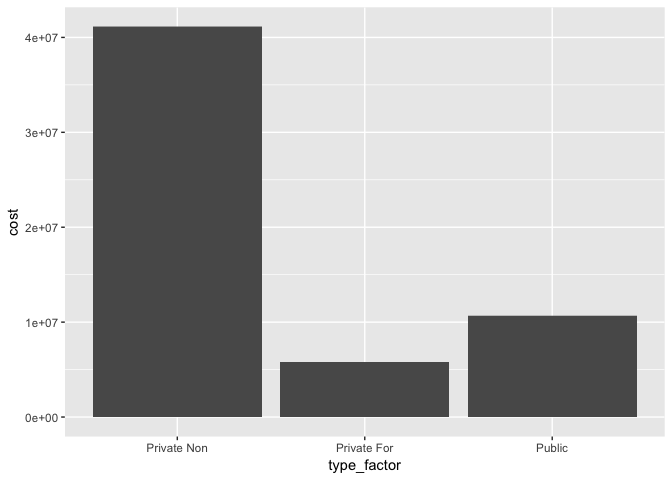 cost
4e+07
3e+07
2e+07
1e+07
0e+00
Private Non
Private For
Public
type_factor